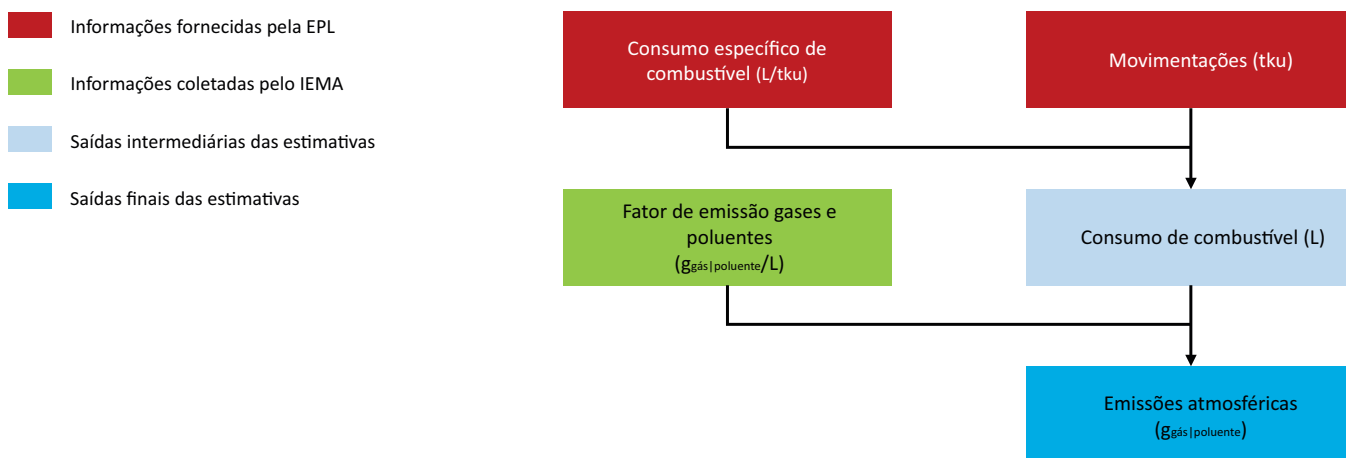 Informações fornecidas pela EPL
Informações coletadas pelo IEMA
Saídas intermediárias das estimativas
Saídas finais das estimativas
Consumo específico de
combustível (L/tku)
Movimentações (tku)
Fator de emissão gases e
poluentes
(ggás|poluente/L)
Consumo de combustível (L)
Emissões atmosféricas
(ggás|poluente)